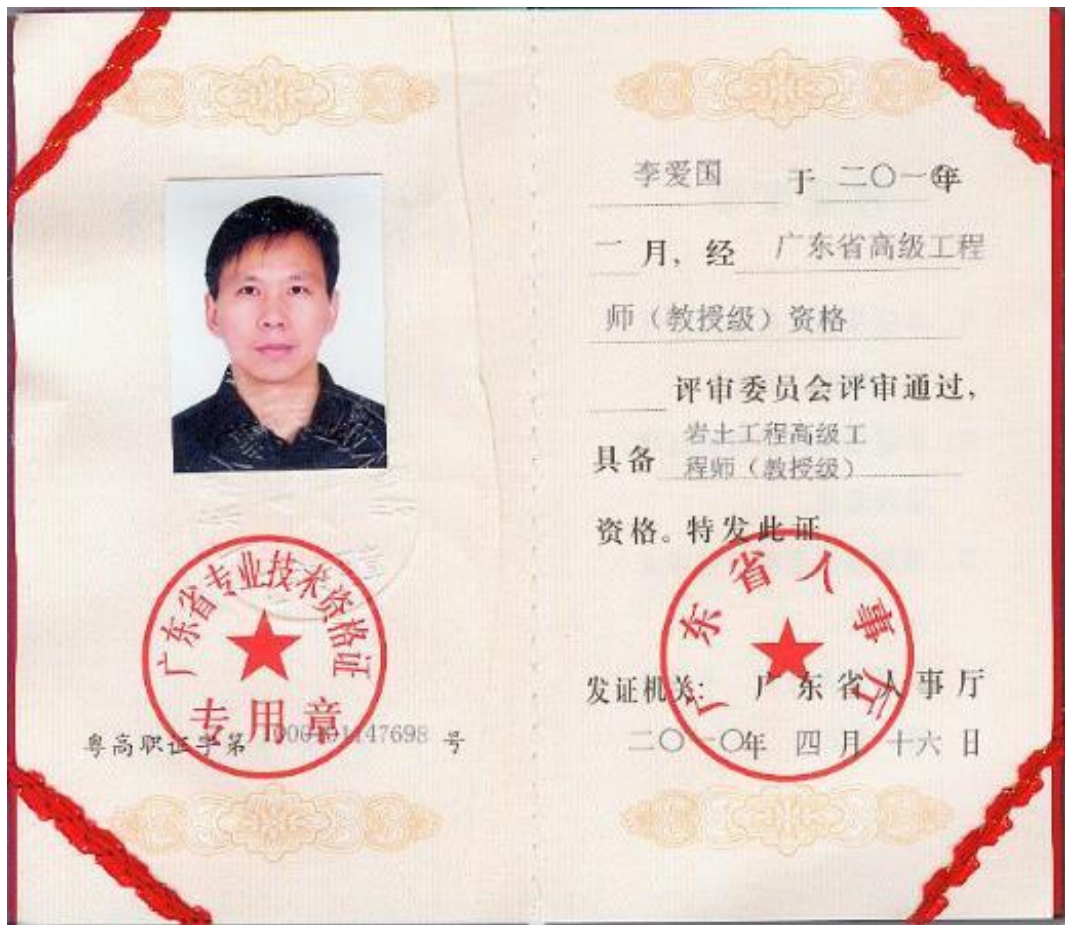 广东省专业技术资格证
专用章
粤高职证字第 号
李爱国 于 二〇一〇年
一 月，经 广东省高级工程
师（教授级）资格
评审委员会评审通过，
具备 岩土工程高级工
程师（教授级）
资格。特发此证
广东省人事厅
发证机关： 广东省人事厅
二〇一〇年 四 月 十六 日